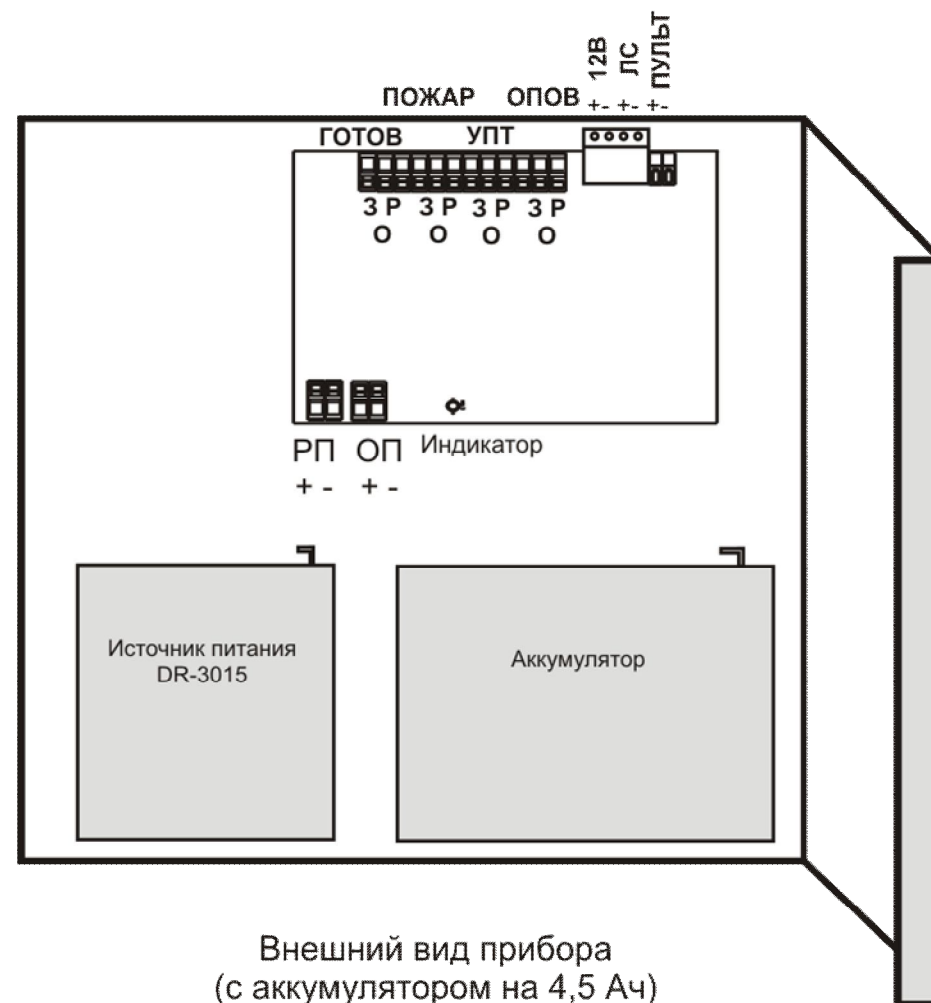 12В
ЛС
ПУЛЬТ
ПОЖАР ОПОВ +- +- +-
ГОТОВ УПТ
З Р З Р З Р З Р
О О О О
РП ОП Индикатор
+ - + -
Источник питания
DR-3015
Аккумулятор
Внешний вид прибора
(с аккумулятором на 4,5 Ач)